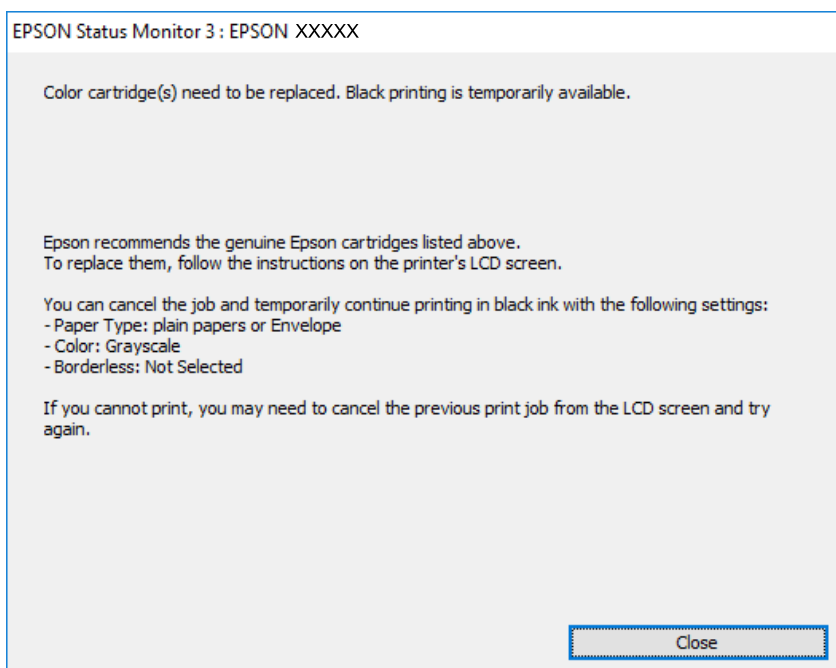 EPSON Status Monitor 3 : EPSON XXXXX
Color cartridge(s) need to be replaced. Black printing is temporarily available.
Epson recommends the genuine Epson cartridges listed above.
To replace them, follow the instructions on the printer's LCD screen.
You can cancel the job and temporarily continue printing in black ink with the following settings:
- Paper Type: plain papers or Envelope
- Color: Grayscale
- Borderless: Not Selected
If you cannot print, you may need to cancel the previous print job from the LCD screen and try
again.
Close